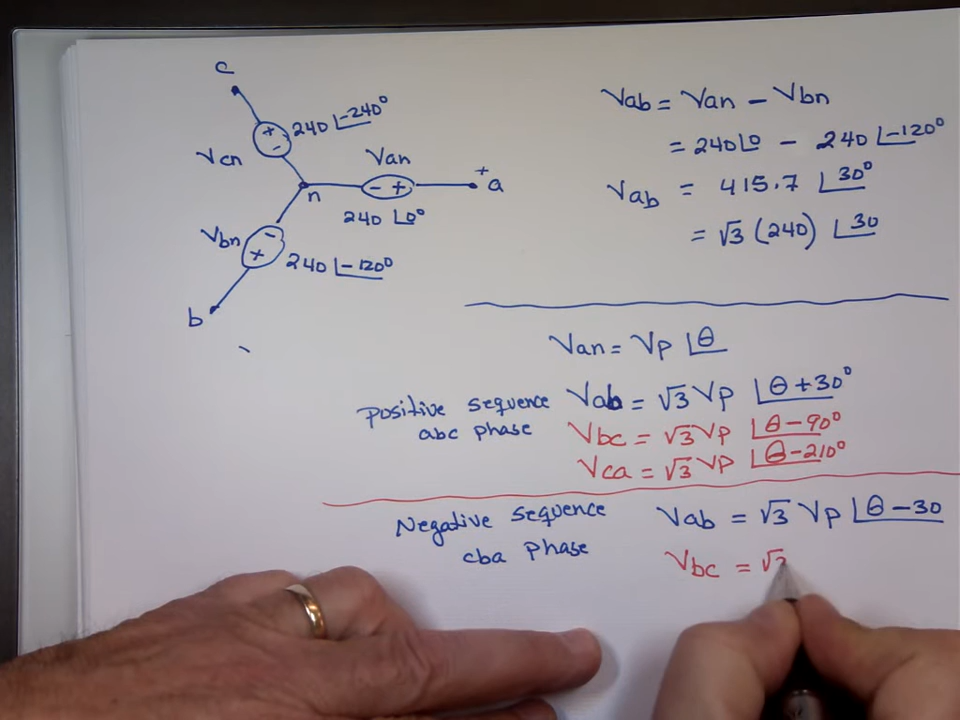 c
240 ∠-240°
+
-
Vcn
Van
n
- +
+
a
240 ∠0°
Vbn
-
+
240 ∠-120°
b
Vab = Van - Vbn
= 240∠0 - 240 ∠-120°
Vab = 415.7 ∠30°
= √3 (240) ∠30
Van = Vp ∠θ
positive sequence Vab = √3 Vp ∠θ+30°
abc phase Vbc = √3 Vp ∠θ-90°
Vca = √3 Vp ∠θ-210°
Negative sequence Vab = √3 Vp ∠θ-30
cba phase Vbc = √3